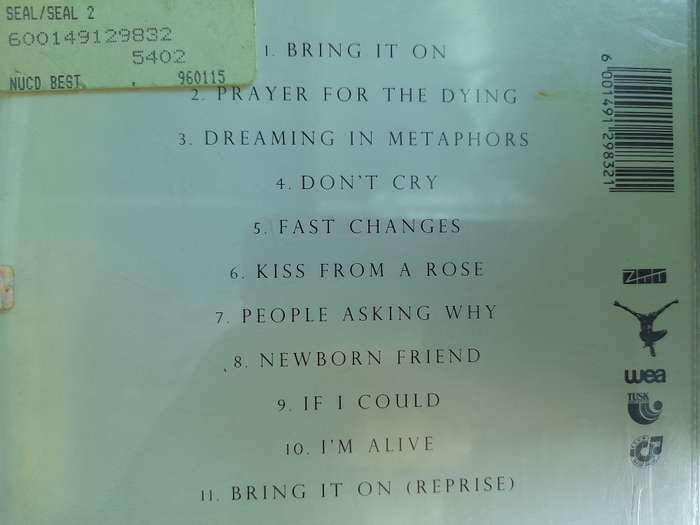 SEAL/SEAL 2
600149129832
5402
NUCD BEST. . 960115
1. BRING IT ON
2. PRAYER FOR THE DYING
3. DREAMING IN METAPHORS
4. DON'T CRY
5. FAST CHANGES
6. KISS FROM A ROSE
7. PEOPLE ASKING WHY
8. NEWBORN FRIEND
9. IF I COULD
10. I'M ALIVE
11. BRING IT ON (REPRISE)
6 001491 298321
ZTT
wea
TUSK